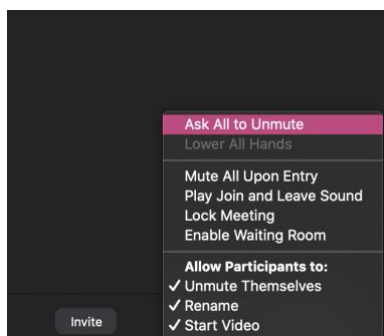 Ask All to Unmute
Lower All Hands
Mute All Upon Entry
Play Join and Leave Sound
Lock Meeting
Enable Waiting Room
Allow Participants to:
✓ Unmute Themselves
✓ Rename
✓ Start Video
Invite